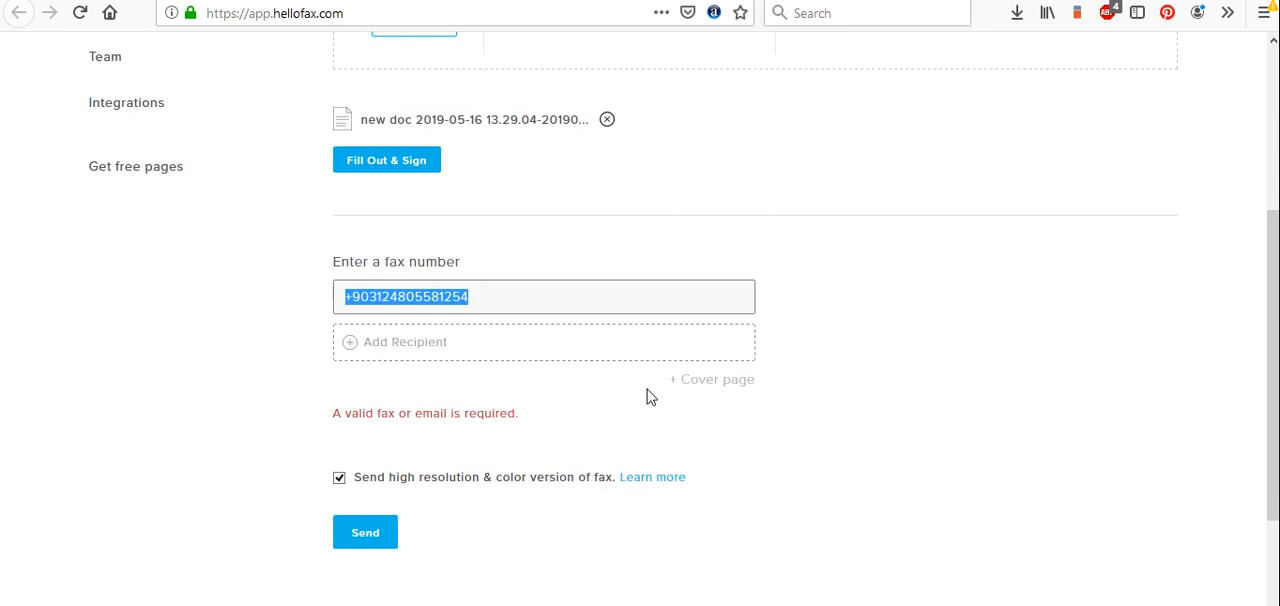 https://app.hellofax.com
Search
4
Team
Integrations
new doc 2019-05-16 13.29.04-20190...
Fill Out & Sign
Get free pages
Enter a fax number
+903124805581254
Add Recipient
+ Cover page
A valid fax or email is required.
Send high resolution & color version of fax. Learn more
Send